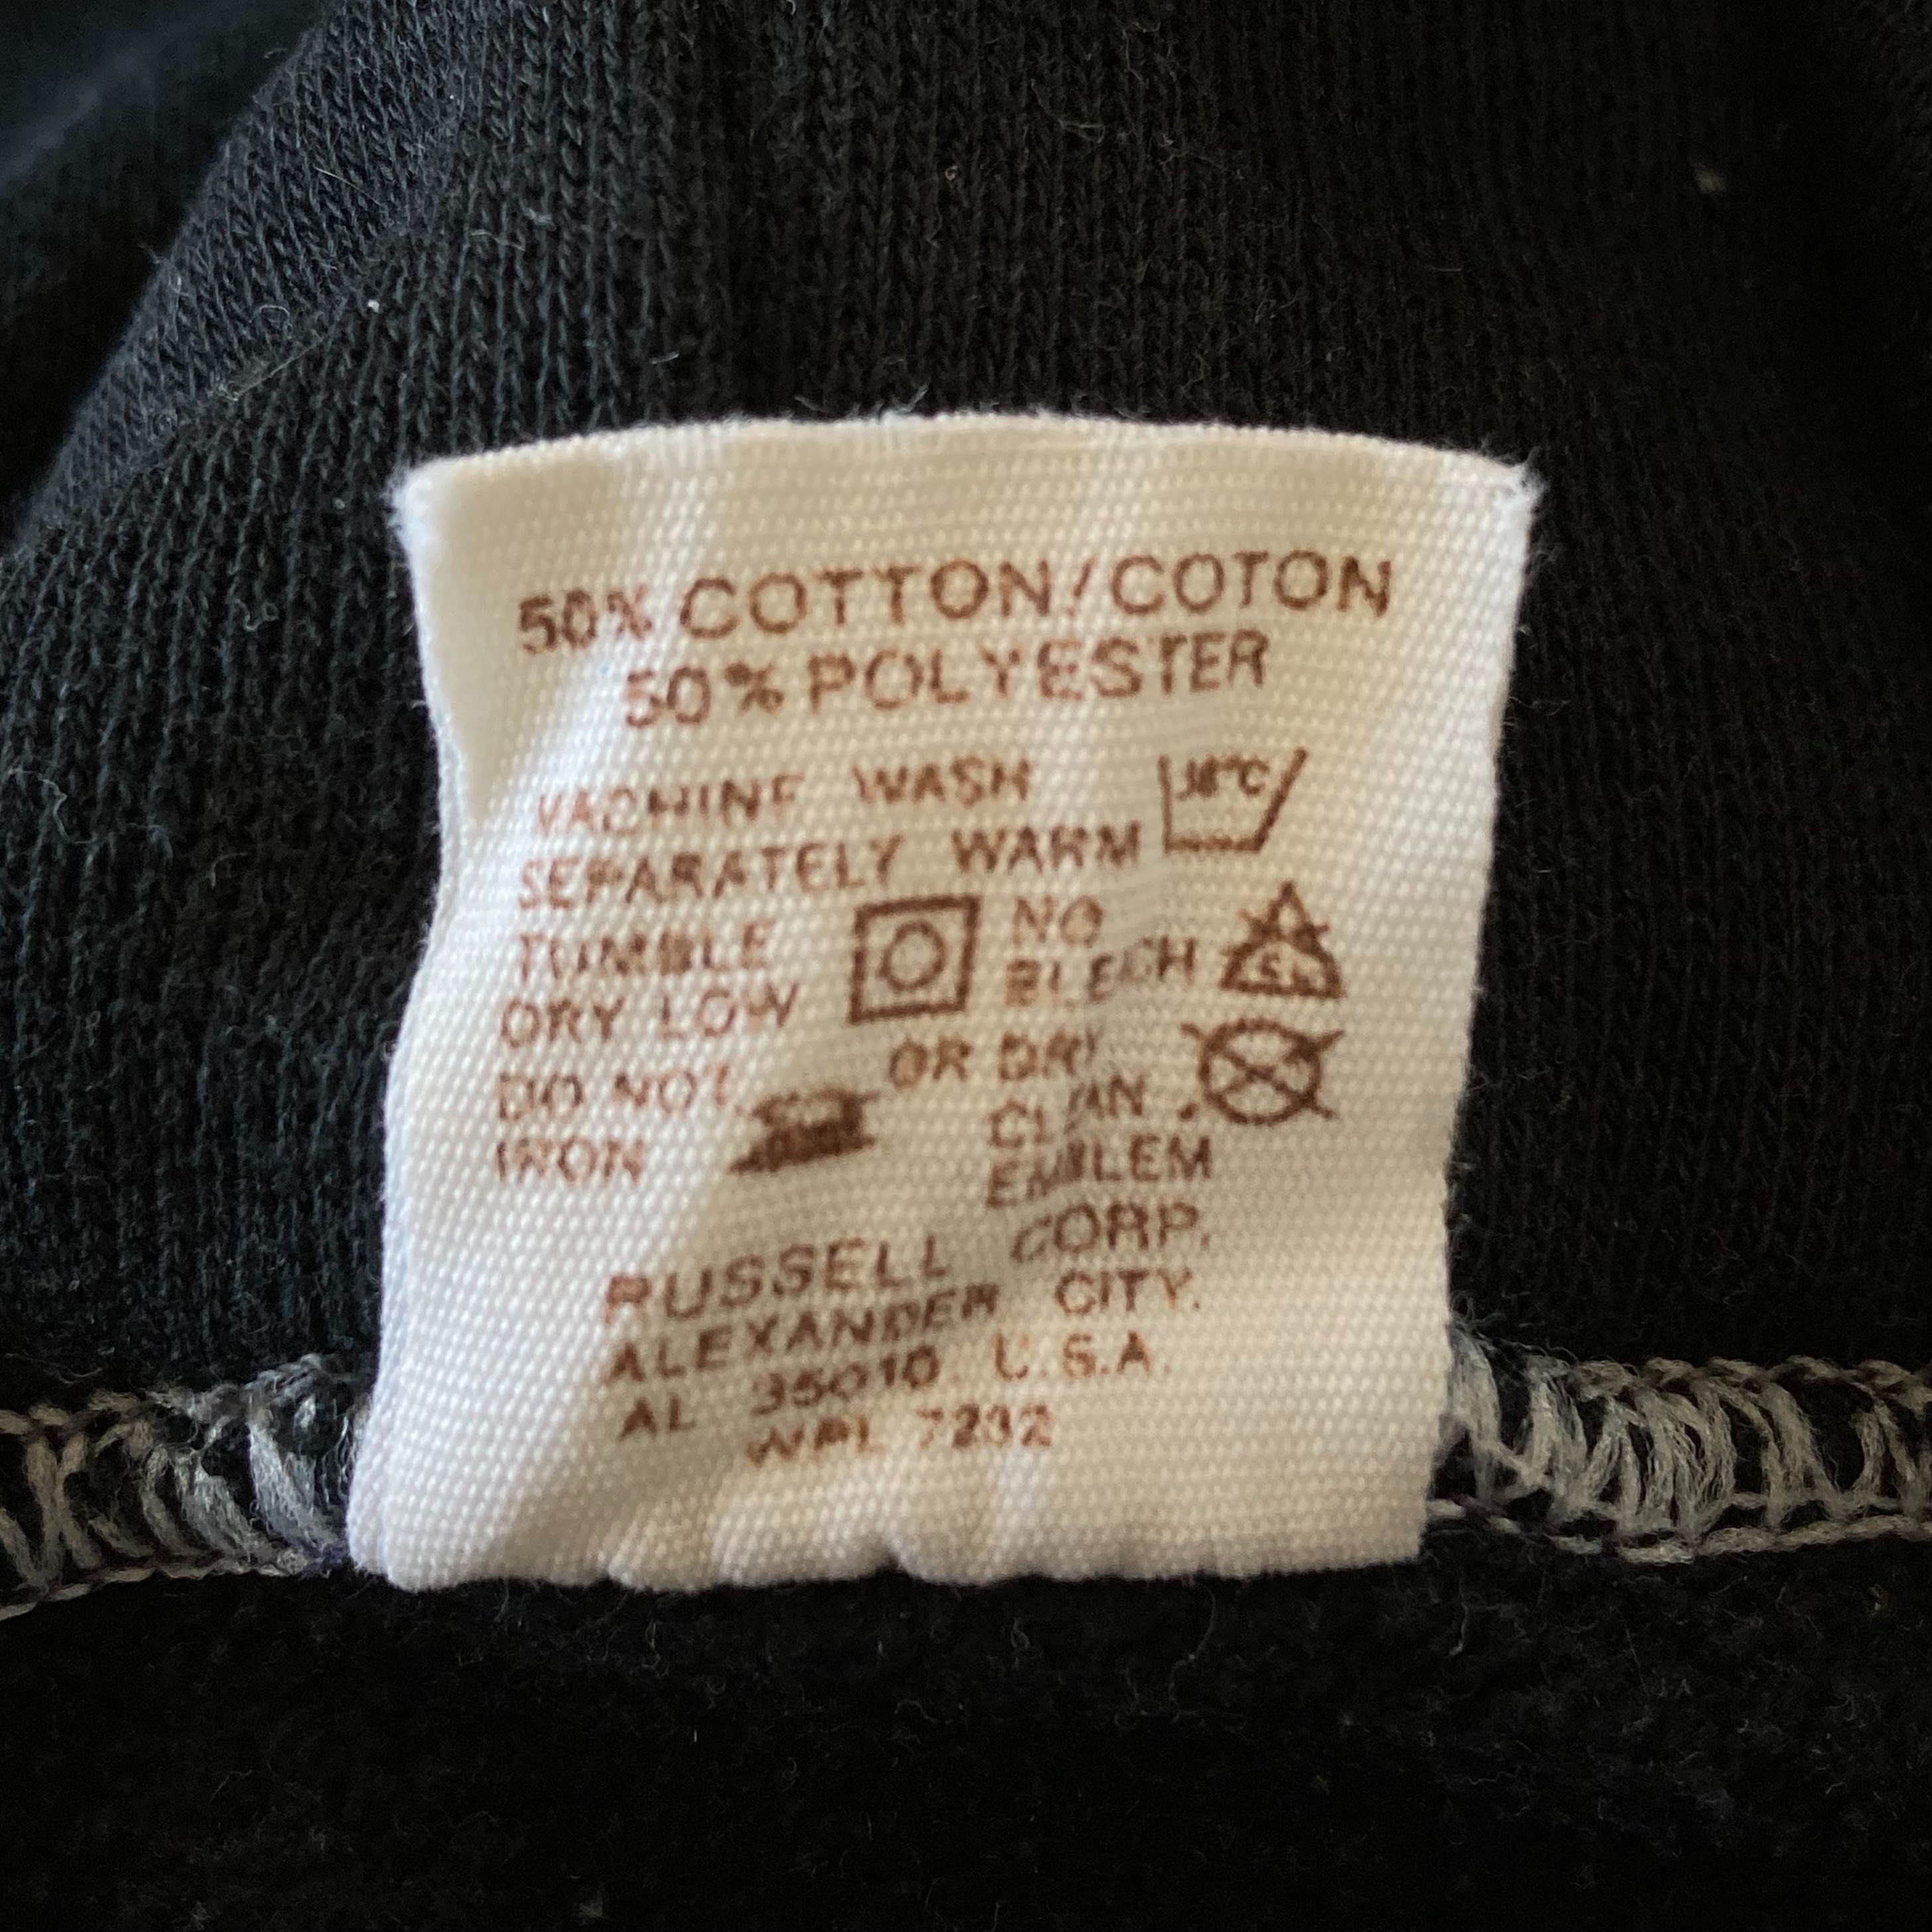 50% COTTON/COTON
50% POLYESTER
MACHINE WASH
SEPARATELY WARM
TUMBLE
DRY LOW
NO
BLEACH
DO NOT
IRON
OR DRY
CLEAN
EMBLEM
RUSSELL CORP.
ALEXANDER CITY.
AL 35010 U.S.A.
WPL 7232